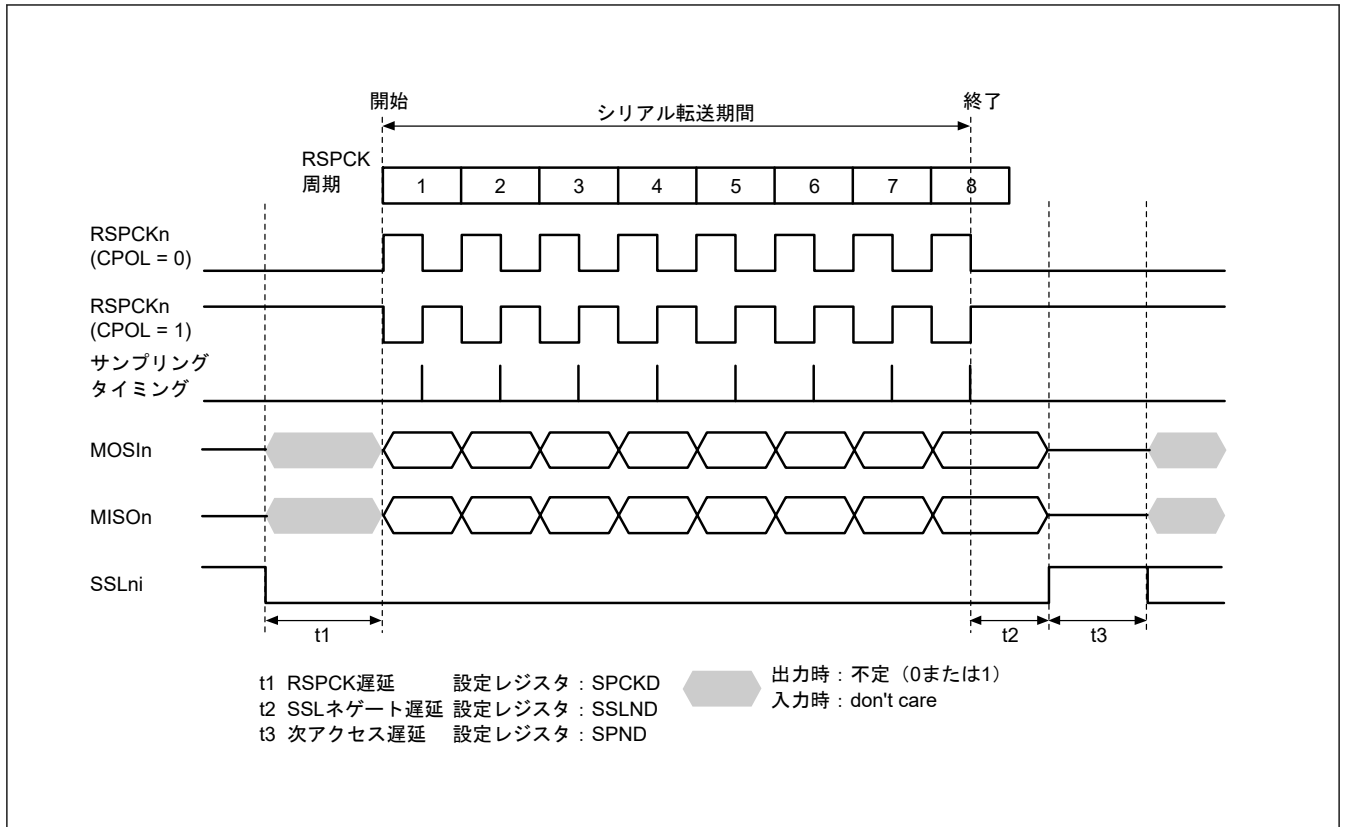 開始
終了
シリアル転送期間
RSPCK
周期
1 2 3 4 5 6 7 8
RSPCKn
(CPOL = 0)
RSPCKn
(CPOL = 1)
サンプリング
タイミング
MOSIn
MISOn
SSLni
t1
t2
t3
t1 RSPCK遅延 設定レジスタ：SPCKD
t2 SSLネゲート遅延 設定レジスタ：SSLND
t3 次アクセス遅延 設定レジスタ：SPND
出力時：不定（0または1）
入力時：don't care